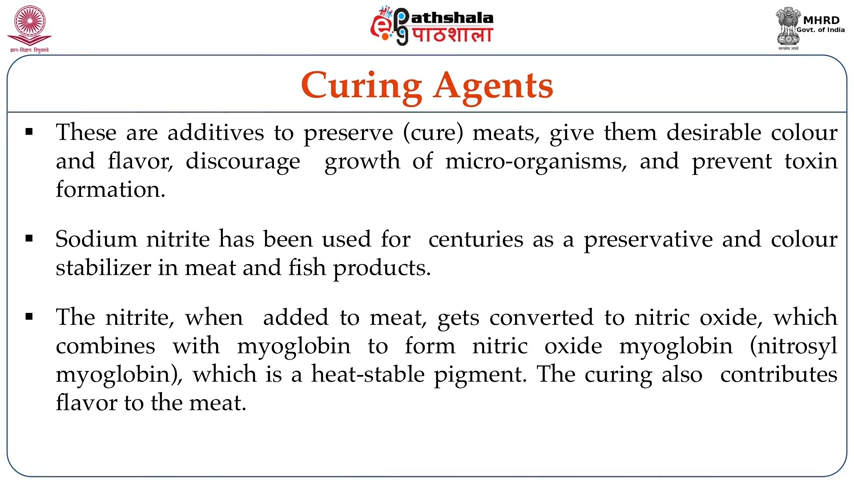 ePathshala
पाठशाला
MHRD
Govt. of India
Curing Agents
▪ These are additives to preserve (cure) meats, give them desirable colour
and flavor, discourage growth of micro-organisms, and prevent toxin
formation.
▪ Sodium nitrite has been used for centuries as a preservative and colour
stabilizer in meat and fish products.
▪ The nitrite, when added to meat, gets converted to nitric oxide, which
combines with myoglobin to form nitric oxide myoglobin (nitrosyl
myoglobin), which is a heat-stable pigment. The curing also contributes
flavor to the meat.